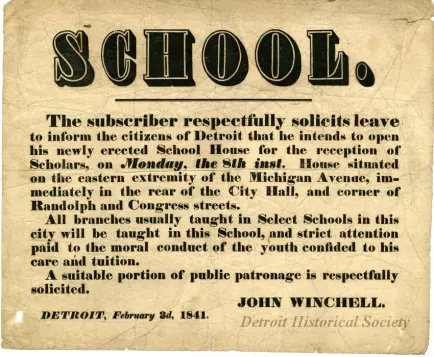 SCHOOL.
The subscriber respectfully solicits leave
to inform the citizens of Detroit that he intends to open
his newly erected School House for the reception of
Scholars, on Monday, the 8th inst. House situated
on the eastern extremity of the Michigan Avenue, im-
mediately in the rear of the City Hall, and corner of
Randolph and Congress streets.
All branches usually taught in Select Schools in this
city will be taught in this School, and strict attention
paid to the moral conduct of the youth confided to his
care and tuition.
A suitable portion of public patronage is respectfully
solicited.
JOHN WINCHELL.
DETROIT, February 3d, 1841.
Detroit Historical Society